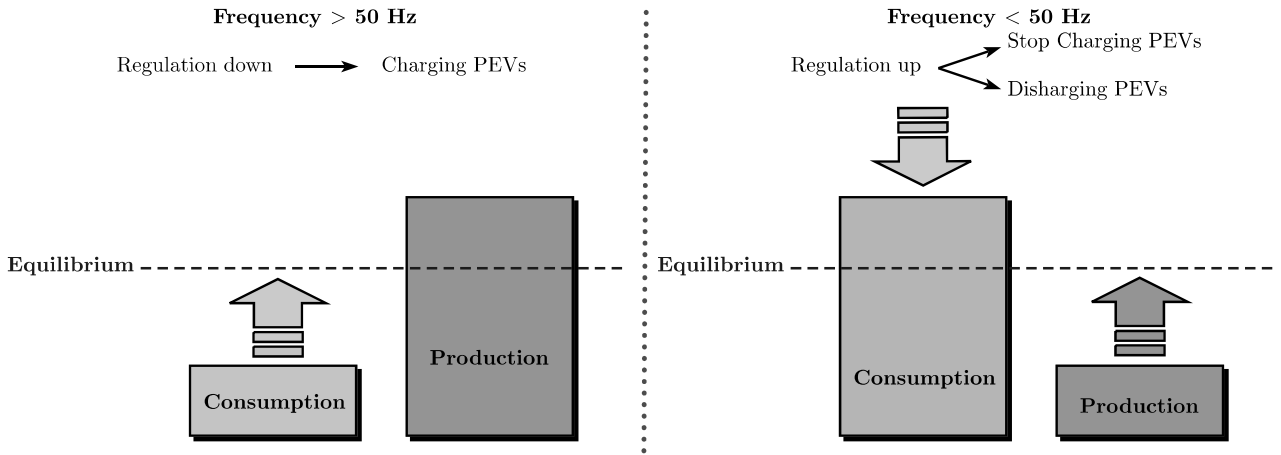 Frequency > 50 Hz
Regulation down
Charging PEVs
Equilibrium
Consumption
Production
Frequency < 50 Hz
Regulation up
Stop Charging PEVs
Disharging PEVs
Equilibrium
Consumption
Production